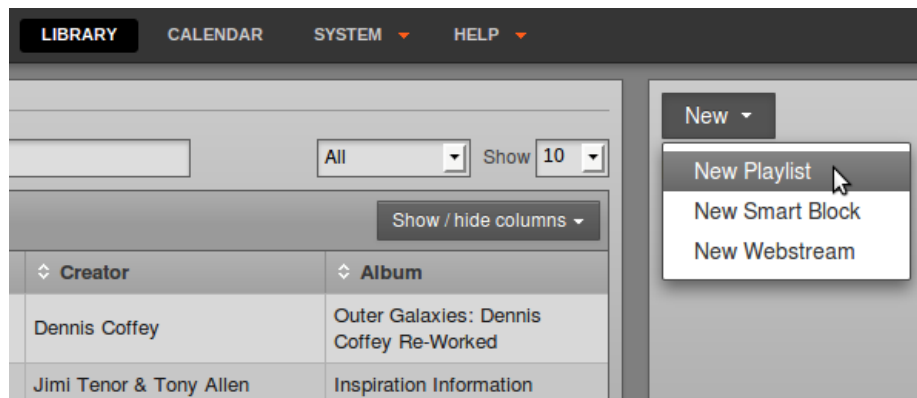 LIBRARY CALENDAR SYSTEM HELP
New
All Show 10
New Playlist
New Smart Block
New Webstream
Show / hide columns
Creator Album
Dennis Coffey Outer Galaxies: Dennis
Coffey Re-Worked
Jimi Tenor & Tony Allen Inspiration Information